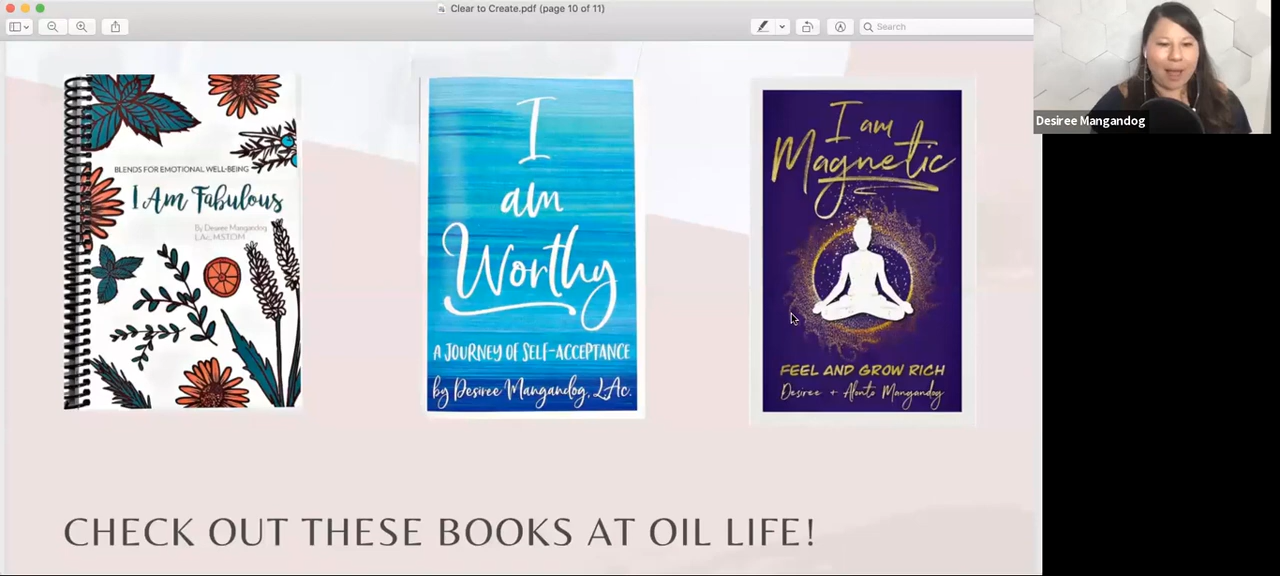 Clear to Create.pdf (page 10 of 11)
Search
Desiree Mangandog
BLENDS FOR EMOTIONAL WELL-BEING
I Am Fabulous
By Desiree Mangandog
LAc, MSTOM
I
am
Worthy
A JOURNEY OF SELF-ACCEPTANCE
by Desiree Mangandog, LAc.
I am
Magnetic
FEEL AND GROW RICH
Desiree + Alonto Mangandog
CHECK OUT THESE BOOKS AT OIL LIFE!